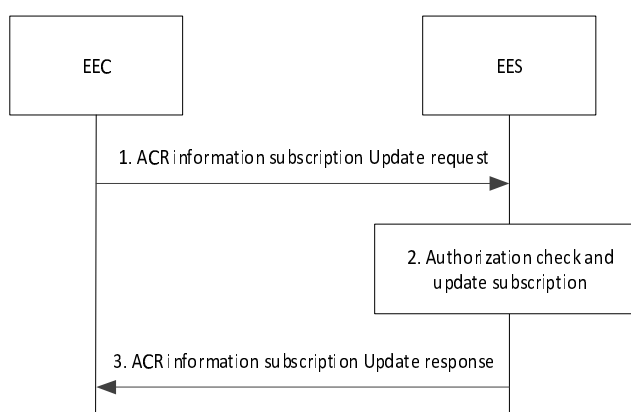 EEC
EES
1. ACR information subscription Update request
2. Authorization check and
update subscription
3. ACR information subscription Update response